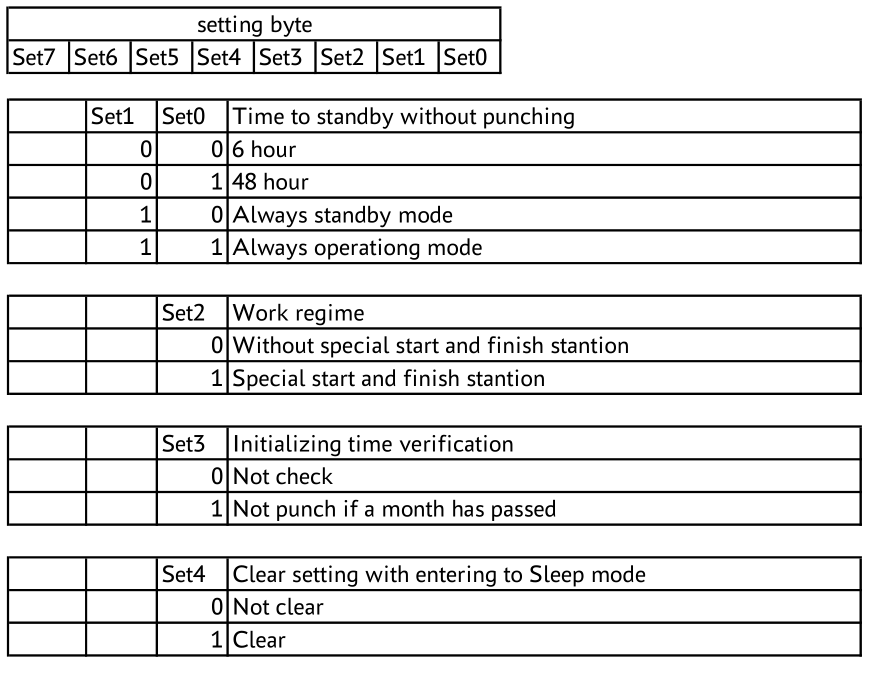 setting byte
Set7 Set6 Set5 Set4 Set3 Set2 Set1 Set0
Set1 Set0 Time to standby without punching
0 0 6 hour
0 1 48 hour
1 0 Always standby mode
1 1 Always operationg mode
Set2 Work regime
0 Without special start and finish stantion
1 Special start and finish stantion
Set3 Initializing time verification
0 Not check
1 Not punch if a month has passed
Set4 Clear setting with entering to Sleep mode
0 Not clear
1 Clear